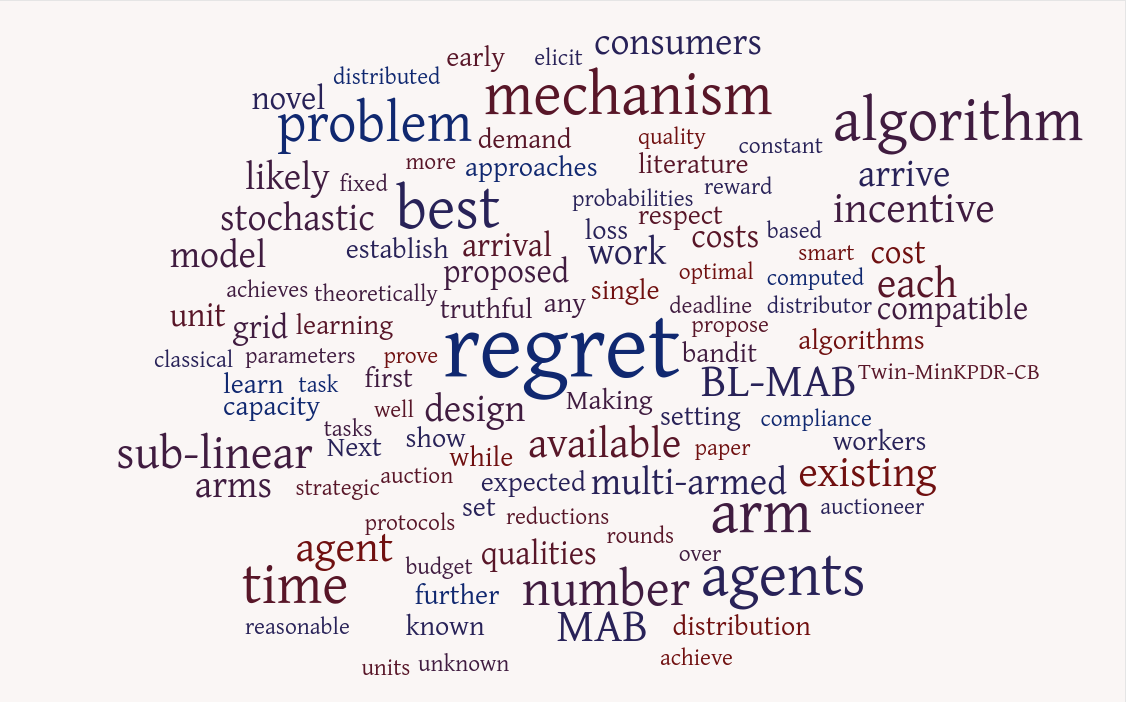 consumers
early
elicit
distributed
mechanism
novel
problem
algorithm
demand
quality
constant
more
approaches
literature
likely
fixed
arrive
probabilities
reward
best
stochastic
respect
incentive
loss
based
costs
establish
arrival
work
model
smart
cost
proposed
optimal
computed
each
achieves
theoretically
single
truthful
any
deadline
distributor
compatible
unit
grid
learning
regret
propose
algorithms
classical
parameters
prove
bandit
Twin-MinKPDR-CB
learn
task
first
BL-MAB
capacity
well
design
Making
setting
compliance
tasks
Next
show
available
paper
workers
sub-linear
while
arms
strategic
auction
expected
multi-armed
existing
set
reductions
arm
auctioneer
protocols
rounds
agent
qualities
over
budget
time
further
number
agents
reasonable
known
MAB
distribution
units
unknown
achieve